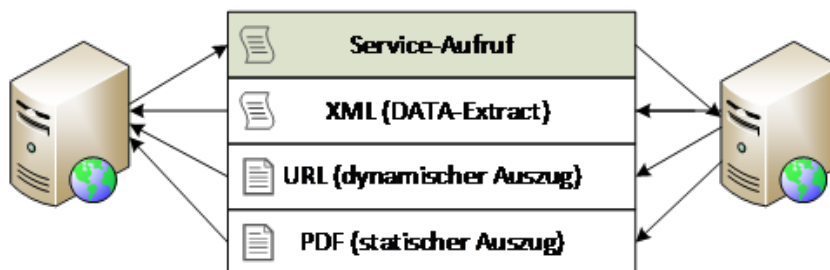 Service-Aufruf
XML (DATA-Extract)
URL (dynamischer Auszug)
PDF (statischer Auszug)